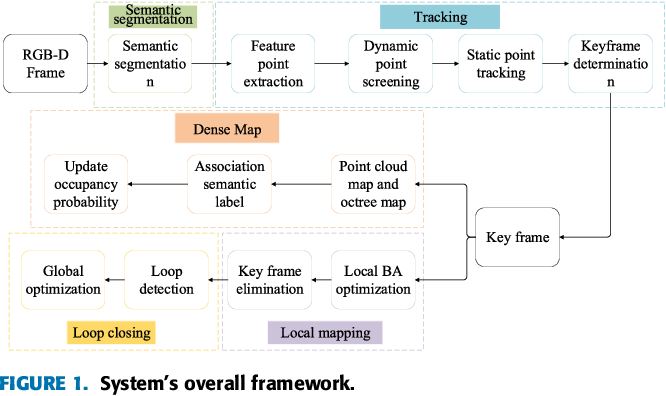 Semantic
segmentation
Tracking
RGB-D
Frame
Semantic
segmentatio
n
Feature
point
extraction
Dynamic
point
screening
Static point
tracking
Keyframe
determinatio
n
Dense Map
Update
occupancy
probability
Association
semantic
label
Point cloud
map and
octree map
Key frame
Global
optimization
Loop
detection
Key frame
elimination
Local BA
optimization
Loop closing
Local mapping
FIGURE 1. System's overall framework.